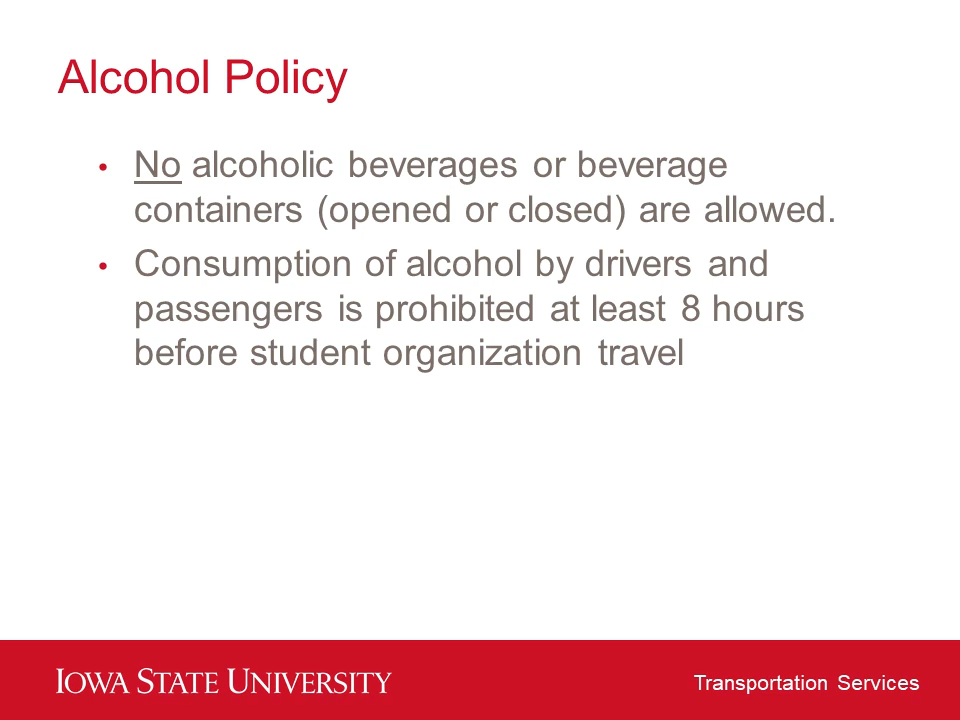 Alcohol Policy
• No alcoholic beverages or beverage
containers (opened or closed) are allowed.
• Consumption of alcohol by drivers and
passengers is prohibited at least 8 hours
before student organization travel
IOWA STATE UNIVERSITY
Transportation Services